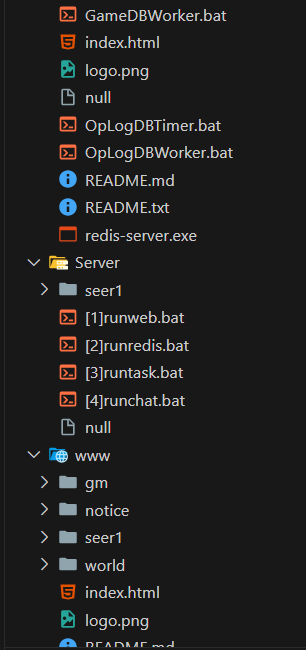 GameDBWorker.bat
index.html
logo.png
null
OpLogDBTimer.bat
OpLogDBWorker.bat
README.md
README.txt
redis-server.exe
Server
seer1
[1]runweb.bat
[2]runredis.bat
[3]runtask.bat
[4]runchat.bat
null
www
gm
notice
seer1
world
index.html
logo.png
README.md